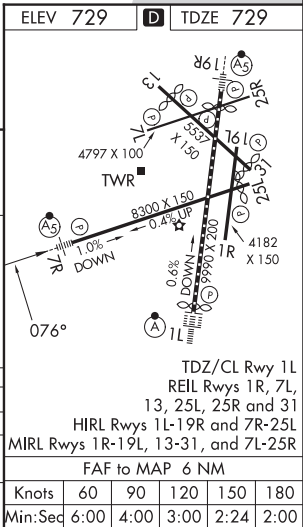 ELEV 729 D TDZE 729
A5
19R
13
25R
P
P
P
P
7L
5537 X 150
19L
P
4797 X 100
TWR
25L
31
8300 X 150
0.4% UP
A5
P
7R
1.0% DOWN
1R
4182 X 150
0.6% DOWN
9990 X 200
P
076°
A
1L
TDZ/CL Rwy 1L
REIL Rwys 1R, 7L,
13, 25L, 25R and 31
HIRL Rwys 1L-19R and 7R-25L
MIRL Rwys 1R-19L, 13-31, and 7L-25R
FAF to MAP 6 NM
Knots 60 90 120 150 180
Min:Sec 6:00 4:00 3:00 2:24 2:00